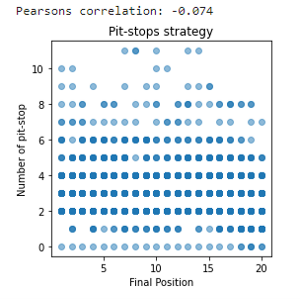 Pearsons correlation: -0.074
Pit-stops strategy
Number of pit-stop
10
8
6
4
2
0
5
10
15
20
Final Position